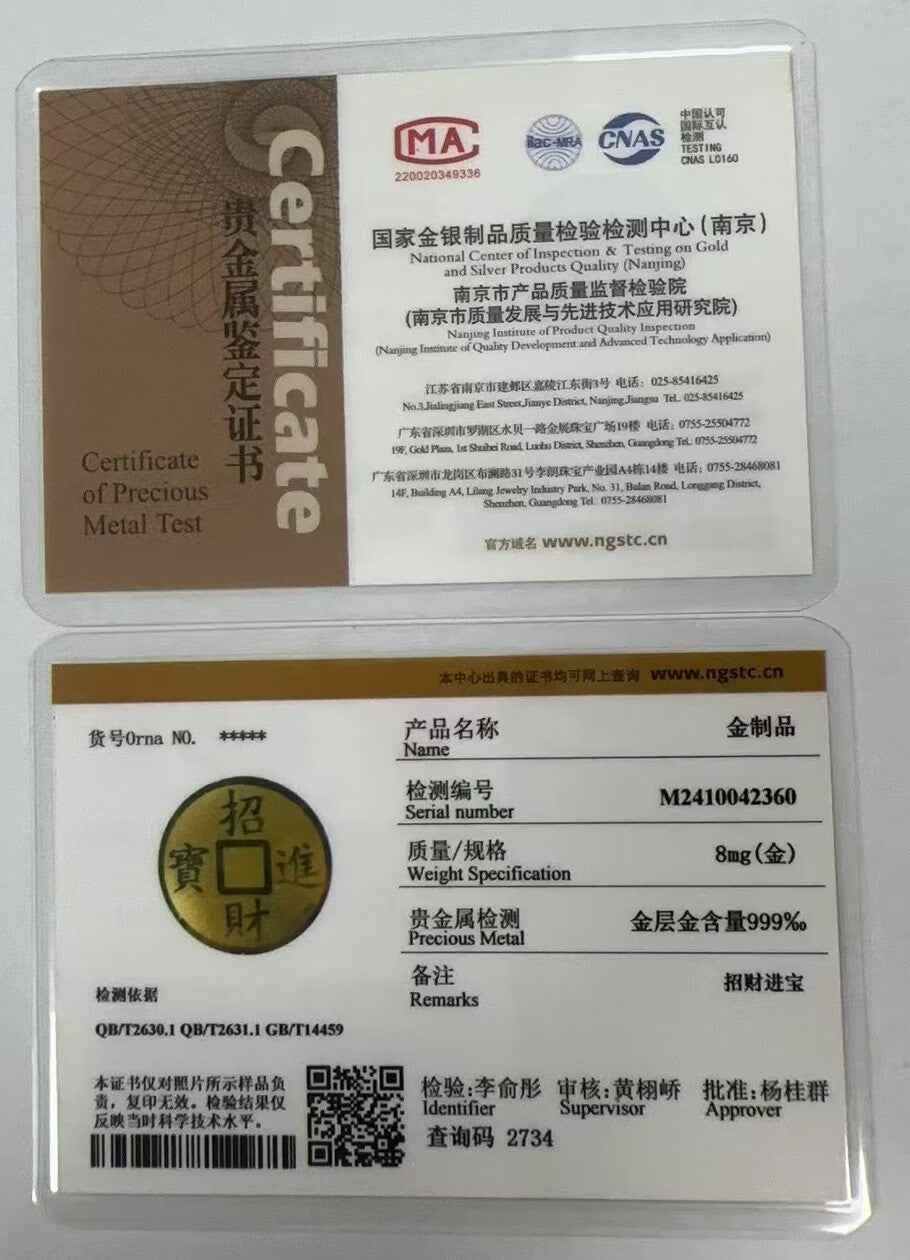 Certificate
贵金属鉴定证书
Certificate
of Precious
Metal Test
MA
220020349336
ilac-MRA
CNAS
中国认可
国际互认
检测
TESTING
CNAS L0160
国家金银制品质量检验检测中心(南京)
National Center of Inspection & Testing on Gold
and Silver Products Quality (Nanjing)
南京市产品质量监督检验院
(南京市质量发展与先进技术应用研究院)
Nanjing Institute of Product Quality Inspection
(Nanjing Institute of Quality Development and Advanced Technology Application)
江苏省南京市建邺区嘉陵江东街3号 电话: 025-85416425
No.3,Jialingjiang East Street,Jianye District, Nanjing,Jiangsu Tel. 025-85416425
广东省深圳市罗湖区水贝一路金展珠宝广场19楼 电话: 0755-25504772
19F, Gold Plaza, 1st Shuibei Road, Luohu District, Shenzhen, Guangdong Tel: 0755-25504772
广东省深圳市龙岗区布澜路31号李朗珠宝产业园A4栋14楼 电话: 0755-28468081
14F, Building A4, Lilang Jewelry Industry Park, No. 31, Bulan Road, Longgang District,
Shenzhen, Guangdong Tel: 0755-28468081
官方域名 www.ngstc.cn
本中心出具的证书均可网上查询 www.ngstc.cn
货号Orna NO. *****
招
寶 進
財
检测依据
QB/T2630.1 QB/T2631.1 GB/T14459
本证书仅对照片所示样品负
责，复印无效。检验结果仅
反映当时科学技术水平。
产品名称 金制品
Name
检测编号 M2410042360
Serial number
质量/规格 8mg(金)
Weight Specification
贵金属检测 金层金含量999‰
Precious Metal
备注 招财进宝
Remarks
检验:李俞彤 审核:黄栩峤 批准:杨桂群
Identifier Supervisor Approver
查询码 2734